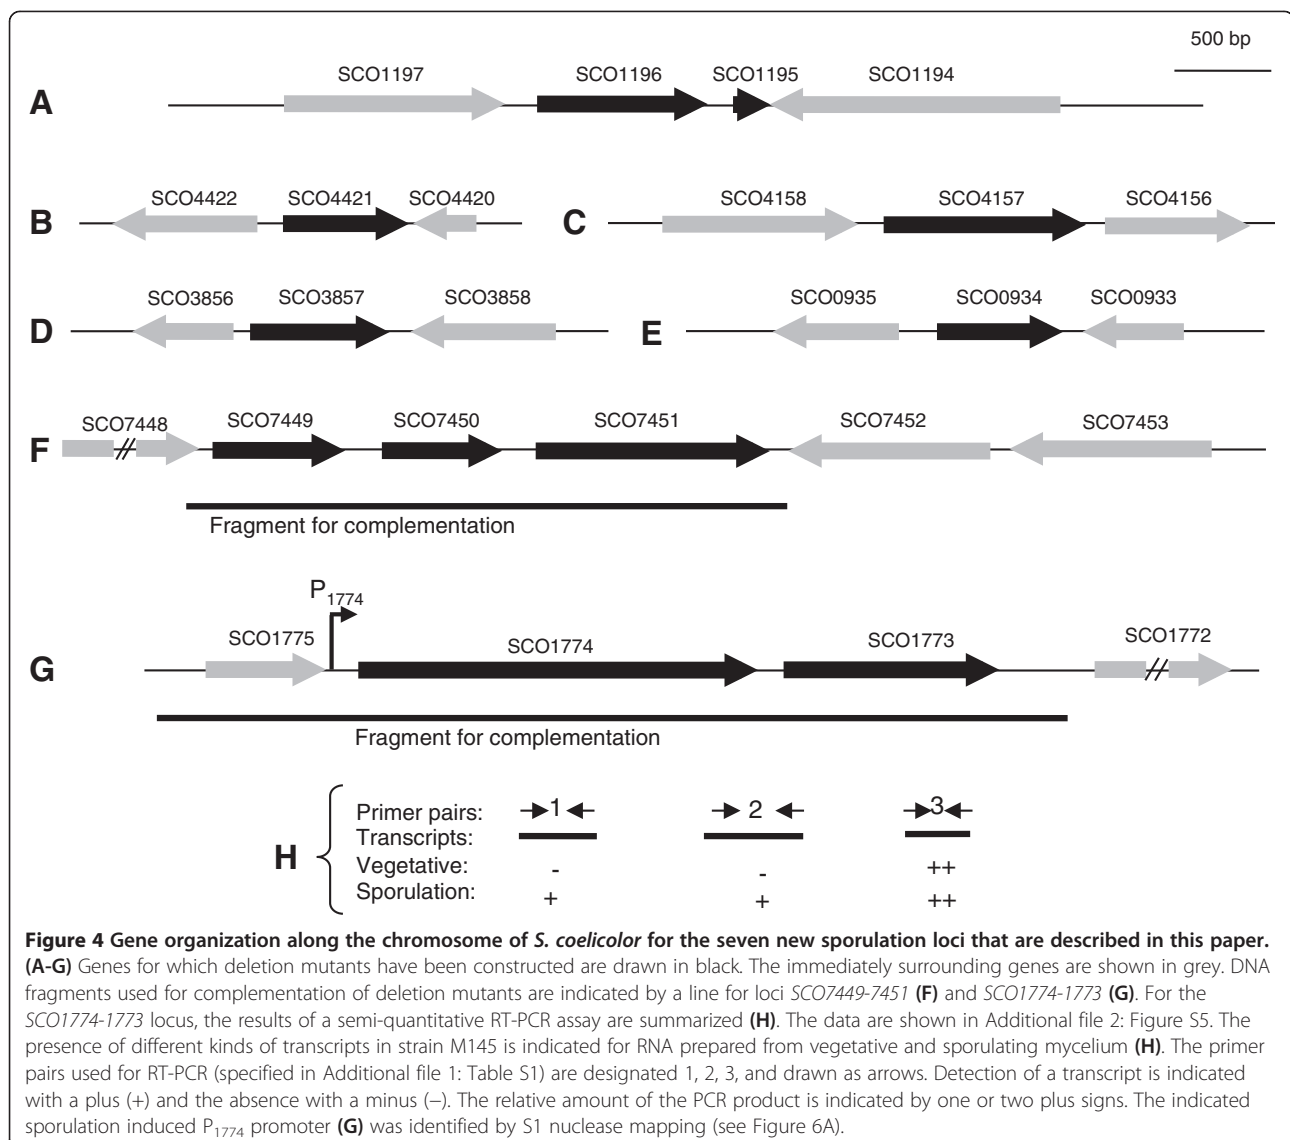 500 bp
SCO1197 SCO1196 SCO1195 SCO1194
A
SCO4422 SCO4421 SCO4420 SCO4158 SCO4157 SCO4156
B C
SCO3856 SCO3857 SCO3858 SCO0935 SCO0934 SCO0933
D E
SCO7448 SCO7449 SCO7450 SCO7451 SCO7452 SCO7453
F
Fragment for complementation
P1774
SCO1775 SCO1774 SCO1773 SCO1772
G
Fragment for complementation
H
Primer pairs: 1 2 3
Transcripts:
Vegetative: - - ++
Sporulation: + + ++
Figure 4 Gene organization along the chromosome of S. coelicolor for the seven new sporulation loci that are described in this paper.
(A-G) Genes for which deletion mutants have been constructed are drawn in black. The immediately surrounding genes are shown in grey. DNA
fragments used for complementation of deletion mutants are indicated by a line for loci SCO7449-7451 (F) and SCO1774-1773 (G). For the
SCO1774-1773 locus, the results of a semi-quantitative RT-PCR assay are summarized (H). The data are shown in Additional file 2: Figure S5. The
presence of different kinds of transcripts in strain M145 is indicated for RNA prepared from vegetative and sporulating mycelium (H). The primer
pairs used for RT-PCR (specified in Additional file 1: Table S1) are designated 1, 2, 3, and drawn as arrows. Detection of a transcript is indicated
with a plus (+) and the absence with a minus (−). The relative amount of the PCR product is indicated by one or two plus signs. The indicated
sporulation induced P1774 promoter (G) was identified by S1 nuclease mapping (see Figure 6A).